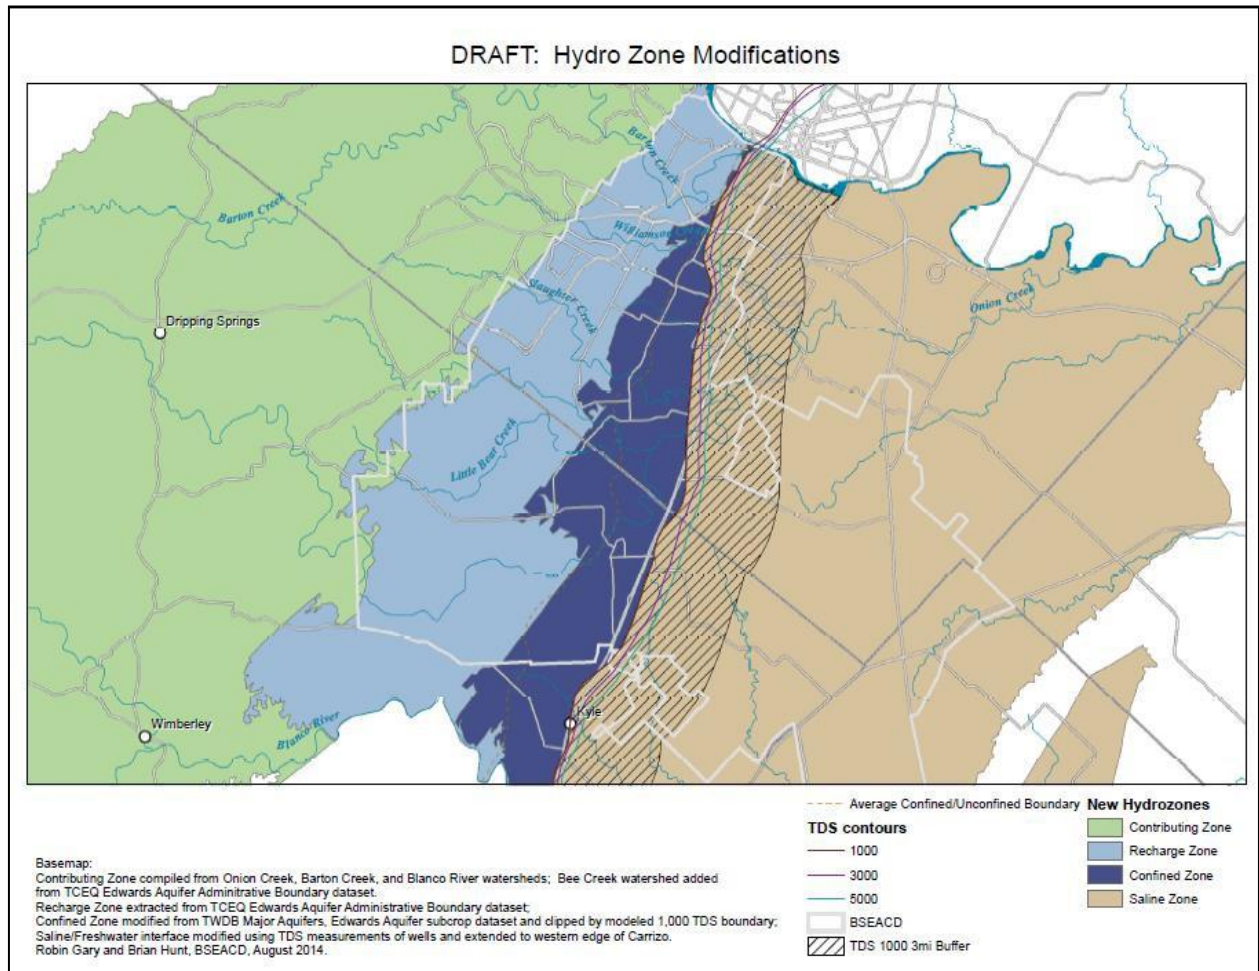 DRAFT: Hydro Zone Modifications
Barton Creek
Barton Creek
Williamson Creek
Slaughter Creek
Onion Creek
Dripping Springs
Little Bear Creek
Kyle
Wimberley
Blanco River
Average Confined/Unconfined Boundary
TDS contours
1000
3000
5000
BSEACD
TDS 1000 3mi Buffer
New Hydrozones
Contributing Zone
Recharge Zone
Confined Zone
Saline Zone
Basemap:
Contributing Zone compiled from Onion Creek, Barton Creek, and Blanco River watersheds; Bee Creek watershed added
from TCEQ Edwards Aquifer Adminitrative Boundary dataset.
Recharge Zone extracted from TCEQ Edwards Aquifer Administrative Boundary dataset;
Confined Zone modified from TWDB Major Aquifers, Edwards Aquifer subcrop dataset and clipped by modeled 1,000 TDS boundary;
Saline/Freshwater interface modified using TDS measurements of wells and extended to western edge of Carrizo.
Robin Gary and Brian Hunt, BSEACD, August 2014.